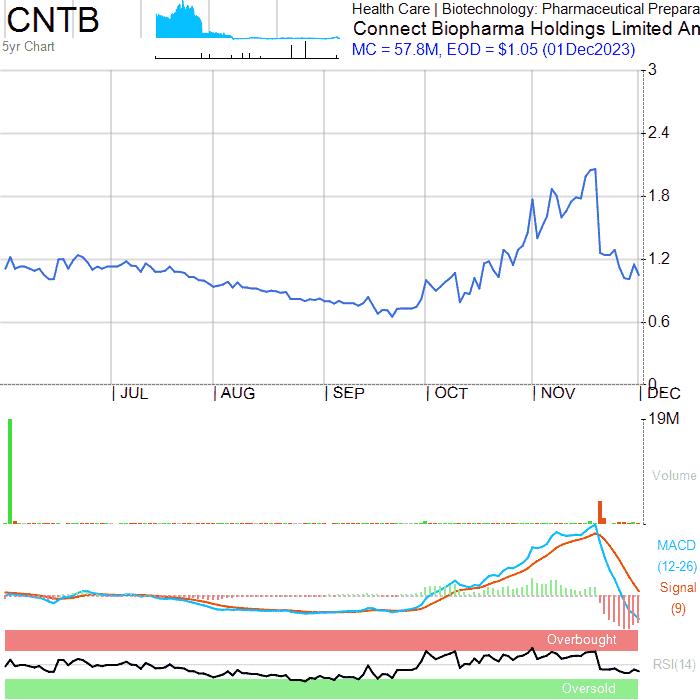 CNTB
5yr Chart
Health Care | Biotechnology: Pharmaceutical Prepara
Connect Biopharma Holdings Limited An
MC = 57.8M, EOD = $1.05 (01Dec2023)
3
2.4
1.8
1.2
0.6
0
JUL
AUG
SEP
OCT
NOV
DEC
19M
Volume
MACD
(12-26)
Signal
(9)
Overbought
RSI(14)
Oversold